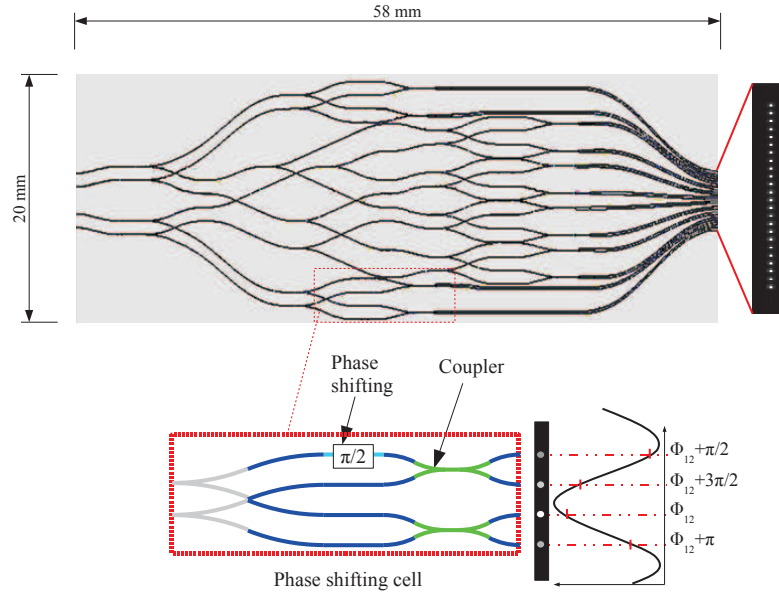 58 mm
20 mm
Phase
shifting
Coupler
π/2
Φ12+π/2
Φ12+3π/2
Φ12
Φ12+π
Phase shifting cell